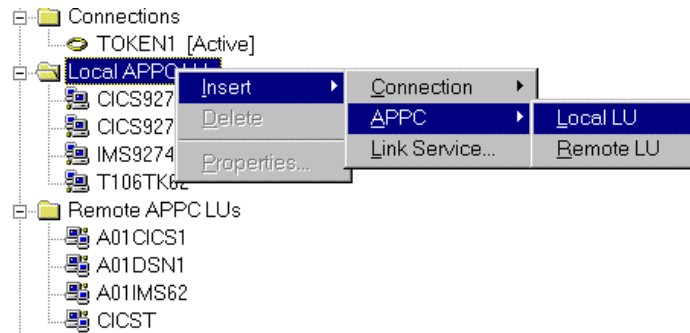 Connections
TOKEN1 [Active]
Local APPC
CICS927
CICS927
IMS9274
T106TK62
Insert
Delete
Properties...
Connection
APPC
Link Service...
Local LU
Remote LU
Remote APPC LUs
A01CICS1
A01DSN1
A01IMS62
CICST